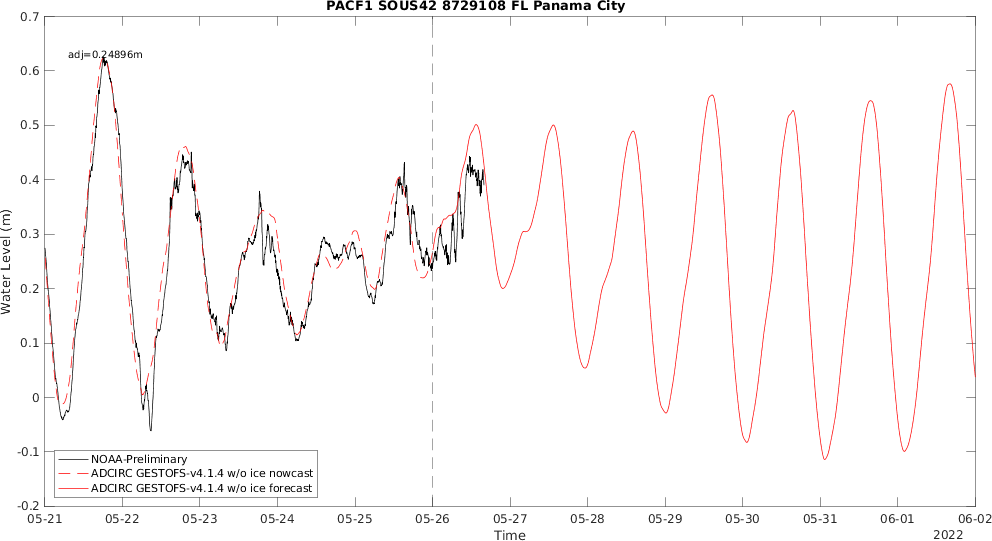 PACF1 SOUS42 8729108 FL Panama City
adj=0.24896m
Water Level (m)
0.7
0.6
0.5
0.4
0.3
0.2
0.1
0
-0.1
-0.2
NOAA-Preliminary
ADCIRC GESTOFS-v4.1.4 w/o ice nowcast
ADCIRC GESTOFS-v4.1.4 w/o ice forecast
05-21 05-22 05-23 05-24 05-25 05-26 05-27 05-28 05-29 05-30 05-31 06-01 06-02
Time
2022